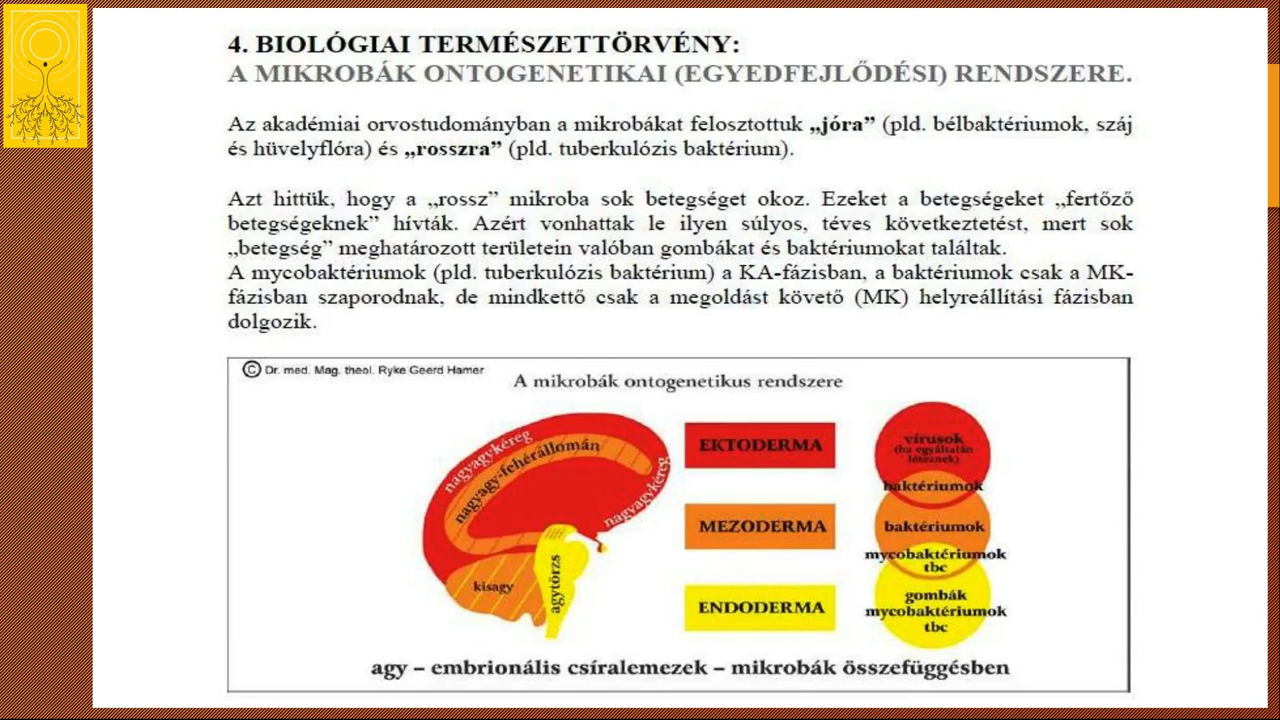 4. BIOLÓGIAI TERMÉSZETTÖRVÉNY:
A MIKROBÁK ONTOGENETIKAI (EGYEDFEJLŐDÉSI) RENDSZERE.
Az akadémiai orvostudományban a mikrobákat felosztottuk „jóra” (pld. bélbaktériumok, száj
és hüvelyflóra) és „rosszra” (pld. tuberkulózis baktérium).
Azt hittük, hogy a „rossz” mikroba sok betegséget okoz. Ezeket a betegségeket „fertőző
betegségeknek” hívták. Azért vonhattak le ilyen súlyos, téves következtetést, mert sok
„betegség” meghatározott területein valóban gombákat és baktériumokat találtak.
A mycobaktériumok (pld. tuberkulózis baktérium) a KA-fázisban, a baktériumok csak a MK-
fázisban szaporodnak, de mindkettő csak a megoldást követő (MK) helyreállítási fázisban
dolgozik.
© Dr. med. Mag. theol. Ryke Geerd Hamer
A mikrobák ontogenetikus rendszere
nagyagykéreg
nagyagy-fehérállomán
nagyagykéreg
kisagy
agytörzs
EKTODERMA
MEZODERMA
ENDODERMA
vírusok
(ha egyáltalán
léteznek)
baktériumok
baktériumok
mycobaktériumok
tbc
gombák
mycobaktériumok
tbc
agy – embrionális csíralemezek – mikrobák összefüggésben